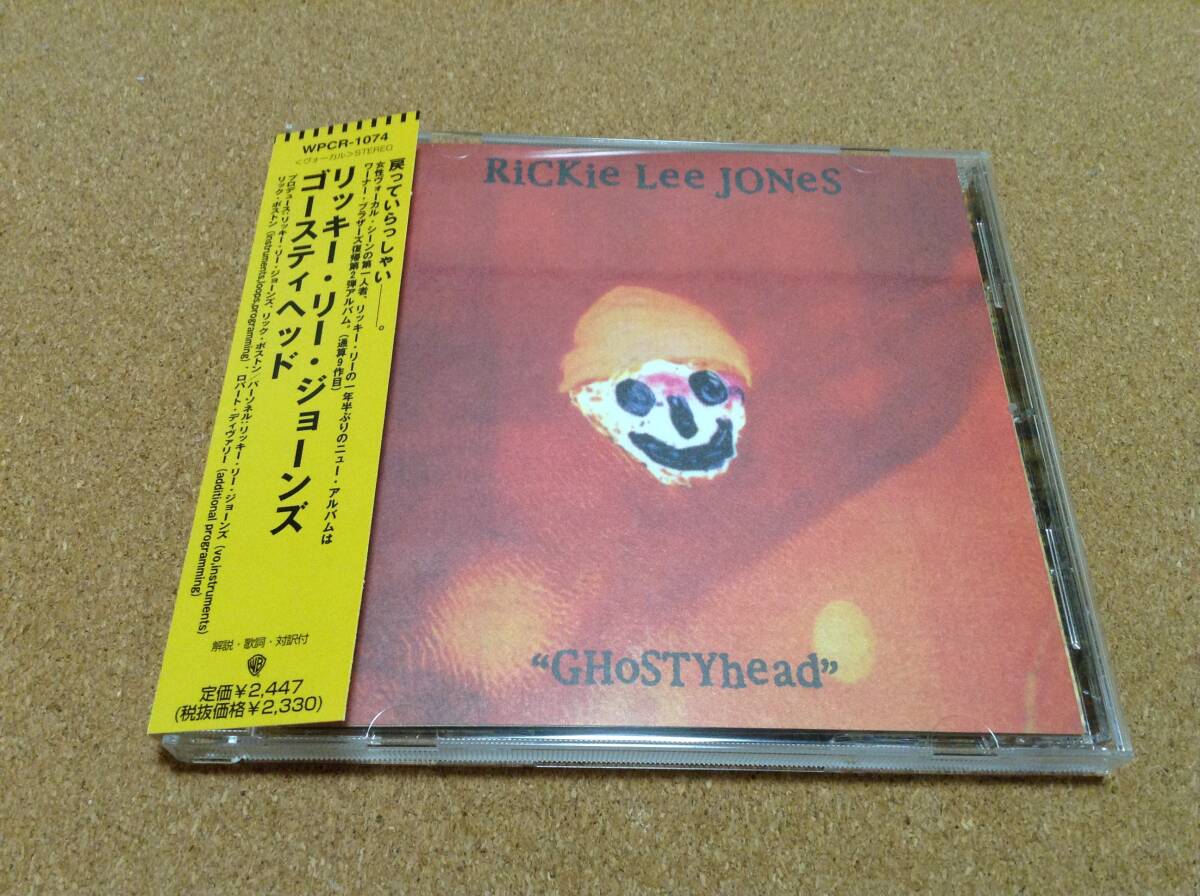 WPCR-1074
<ヴォーカル>STEREO
戻っていらっしゃい――。
女性ヴォーカル・シーンの第一人者、リッキー・リーの一年半ぶりのニュー・アルバムは
ワーナー・ブラザーズ復帰第2弾アルバム。(通算9作目)
リッキー・リー・ジョーンズ
ゴースティヘッド
プロデュース:リッキー・リー・ジョーンズ、リック・ボストン/パーソネル:リッキー・リー・ジョーンズ(vo,instruments)
リック・ボストン(instruments,loops,programming)、ロバート・ディヴァリー(additional programming)
解説・歌詞・対訳付
WB
定価¥2,447
(税抜価格¥2,330)
RiCKie Lee JONeS
“GHoSTYhead”